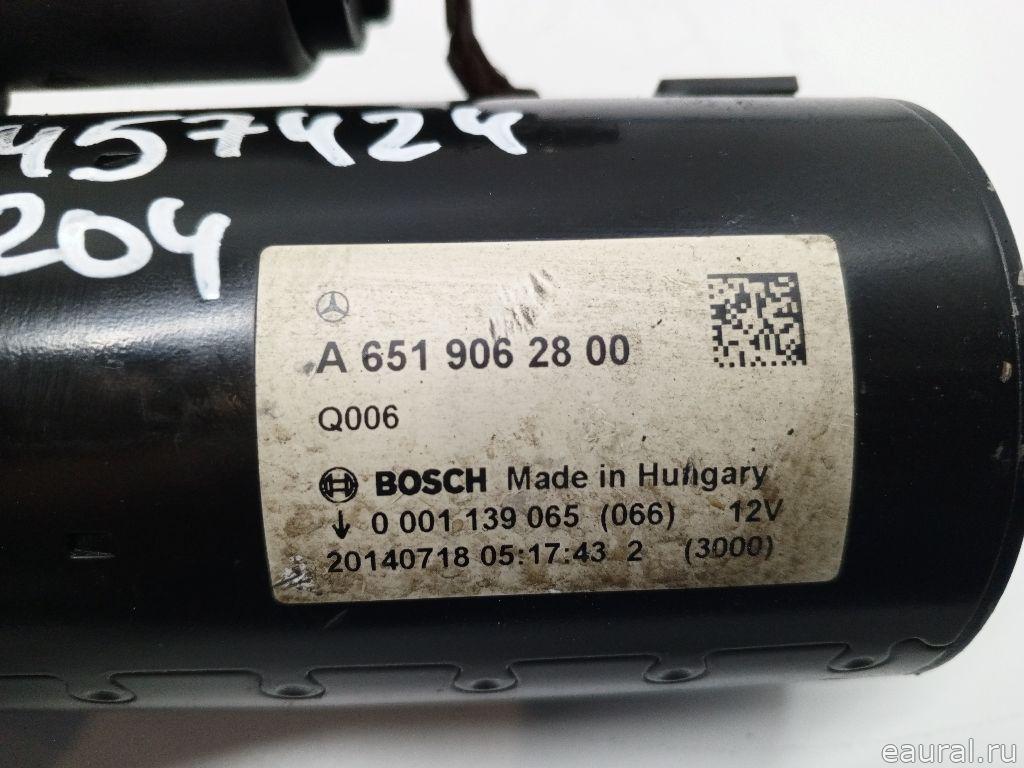 457424
204
A 651 906 28 00
Q006
BOSCH Made in Hungary
0 001 139 065 (066) 12V
20140718 05:17:43 2 (3000)
eaural.ru